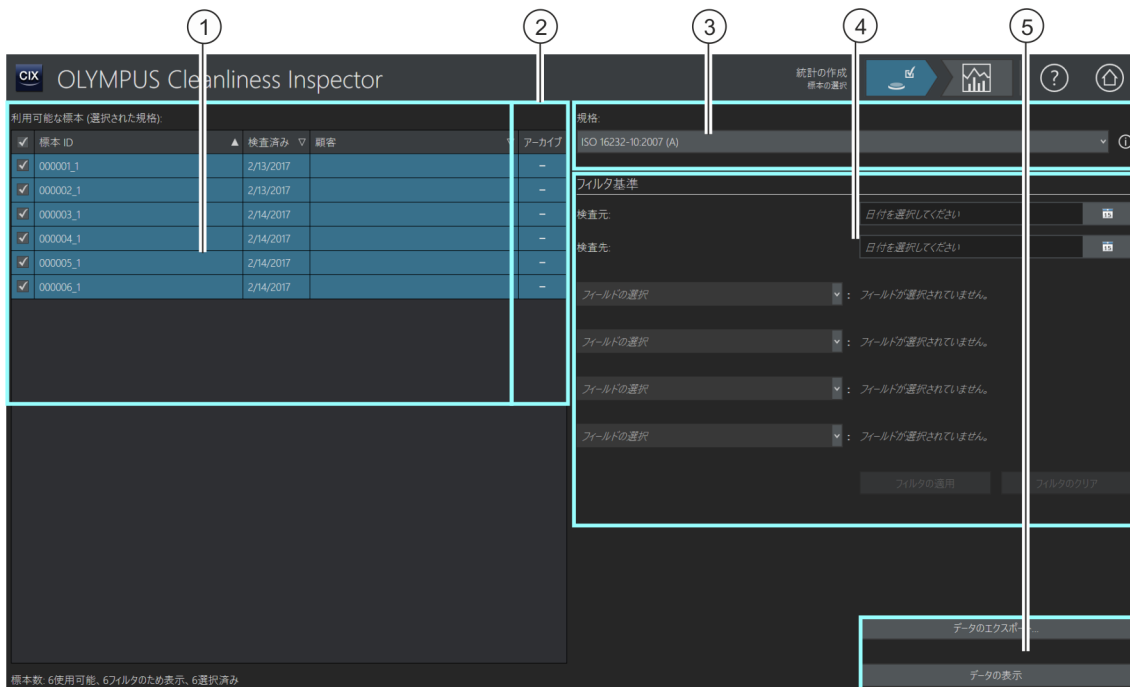 1
2
3
4
5
CIX OLYMPUS Cleanliness Inspector
統計の作成
標本の選択
?
利用可能な標本 (選択された規格):
標本 ID ▲ 検査済み ▽ 顧客 ▽ アーカイブ
000001_1 2/13/2017 –
000002_1 2/13/2017 –
000003_1 2/14/2017 –
000004_1 2/14/2017 –
000005_1 2/14/2017 –
000006_1 2/14/2017 –
標本数: 6使用可能、6フィルタのため表示、6選択済み
規格:
ISO 16232-10:2007 (A)
フィルタ基準
検査元: 日付を選択してください 15
検査先: 日付を選択してください 15
フィールドの選択 : フィールドが選択されていません。
フィールドの選択 : フィールドが選択されていません。
フィールドの選択 : フィールドが選択されていません。
フィールドの選択 : フィールドが選択されていません。
フィルタの適用 フィルタのクリア
データのエクスポート...
データの表示